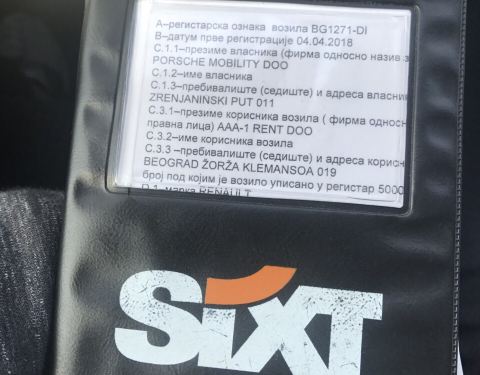 А–регистарска ознака возила BG1271-DI
В–датум прве регистрације 04.04.2018
С.1.1–презиме власника (фирма односно назив
PORSCHE MOBILITY DOO
С.1.2–име власника
С.1.3–пребивалиште (седиште) и адреса власни
ZRENJANINSKI PUT 011
С.3.1–презиме корисника возила ( фирма однос
правна лица) AAA-1 RENT DOO
С.3.2–име корисника возила
С.3.3 –пребивалиште (седиште) и адреса корисн
BEOGRAD ŽORŽA KLEMANSOA 019
број под којим је возило уписано у регистар 5000
D.1- марка RENAULT
SIXT